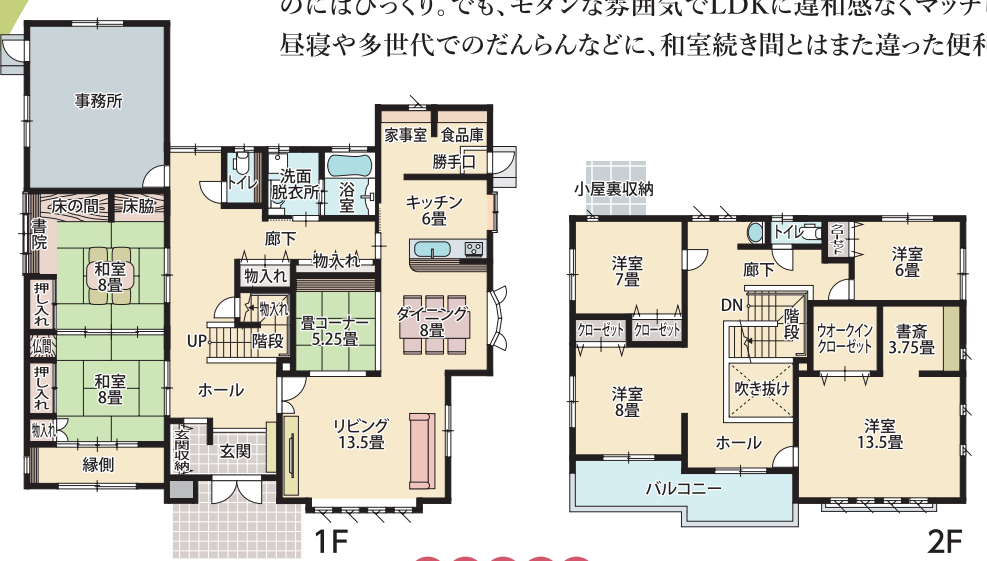 のにはびっくり。でも、モダンな雰囲気でLDKに違和感なくマッチ
昼寝や多世代でのだんらんなどに、和室続き間とはまた違った便利
事務所
家事室
食品庫
勝手口
トイレ
洗面
脱衣所
浴室
キッチン
6畳
床の間
床脇
書院
和室
8畳
廊下
物入れ
物入れ
押し入れ
物入れ
畳コーナー
5.25畳
ダイニング
8畳
UP
階段
仏間
押し入れ
和室
8畳
ホール
物入れ
リビング
13.5畳
玄関収納
玄関
縁側
1F
小屋裏収納
トイレ
クローゼット
洋室
7畳
廊下
洋室
6畳
DN
階段
クローゼット
クローゼット
ウオークイン
クローゼット
書斎
3.75畳
吹き抜け
洋室
8畳
ホール
洋室
13.5畳
バルコニー
2F